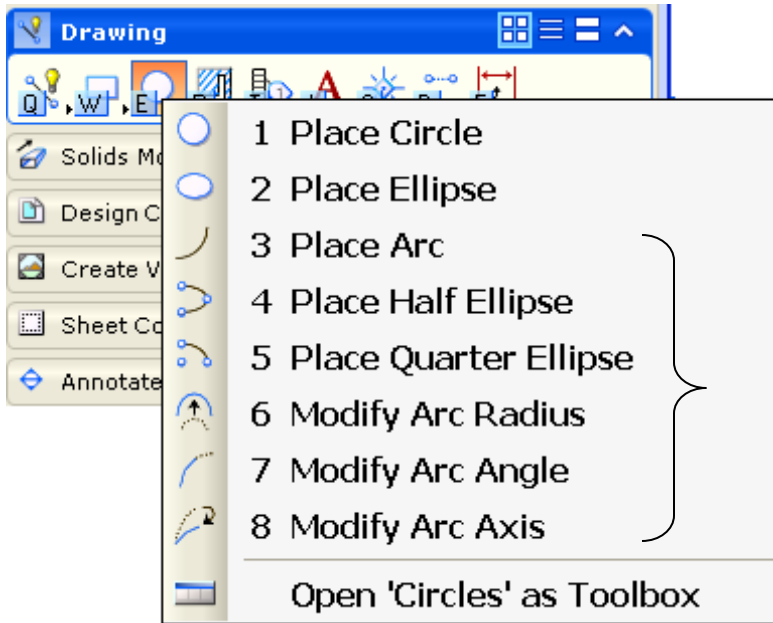 Drawing
Q W E
1 Place Circle
2 Place Ellipse
Solids Mo
3 Place Arc
Design C
4 Place Half Ellipse
Create V
5 Place Quarter Ellipse
Sheet Co
6 Modify Arc Radius
Annotate
7 Modify Arc Angle
8 Modify Arc Axis
Open 'Circles' as Toolbox